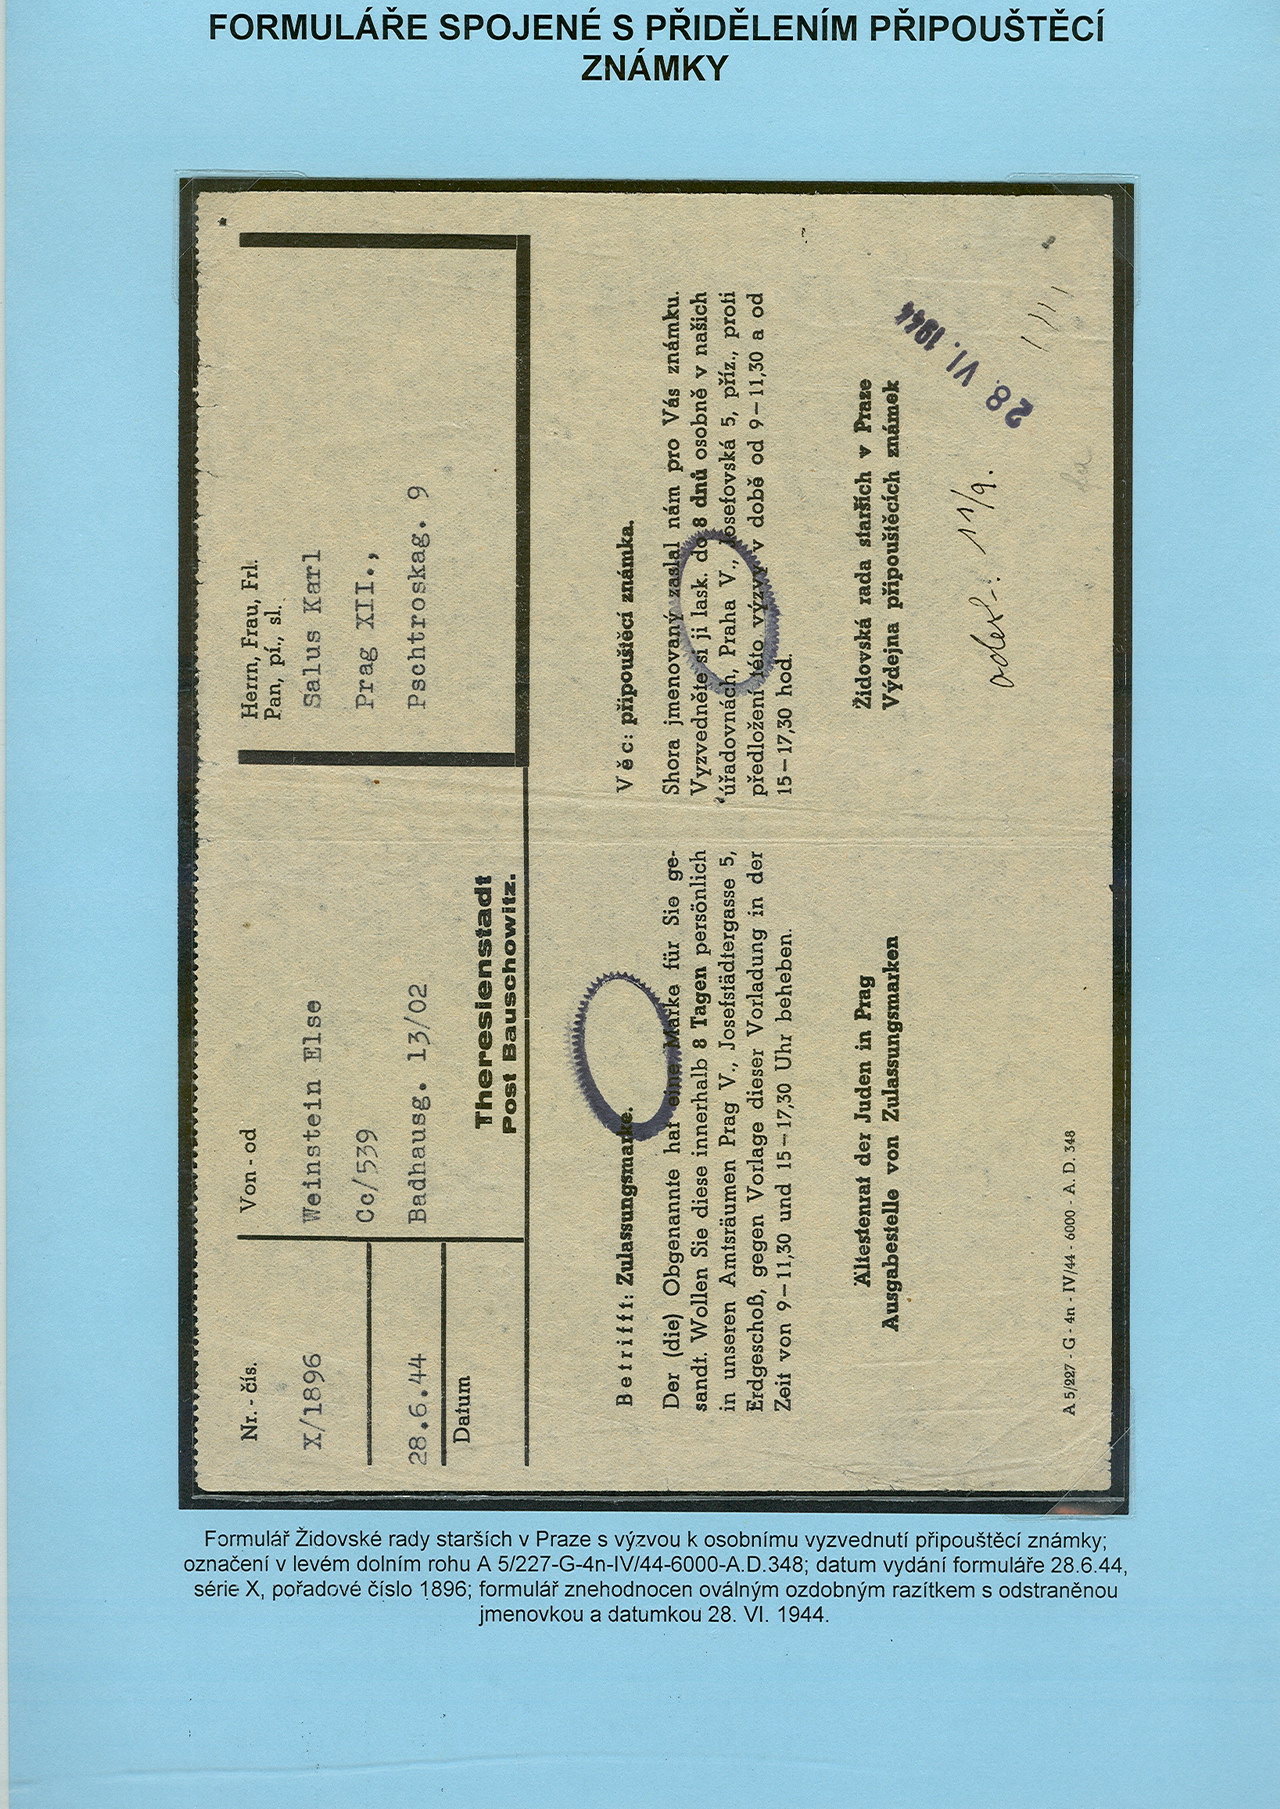 FORMULÁŘE SPOJENÉ S PŘIDĚLENÍM PŘIPOUŠTĚCÍ
ZNÁMKY
Nr. - čís.
X/1896
28.6.44
Datum
Von - od
Weinstein Else
Cc/539
Badhausg. 13/02
Theresienstadt
Post Bauschowitz.
Herrn, Frau, Frl.
Pan, pí., sl.
Salus Karl
Prag XII.,
Pschtroskag. 9
Betrifft: Zulassungsmarke.
Der (die) Obgenannte hat eine Marke für Sie ge-
sandt. Wollen Sie diese innerhalb 8 Tagen persönlich
in unseren Amtsräumen Prag V., Josefstädtergasse 5,
Erdgeschoß, gegen Vorlage dieser Vorladung in der
Zeit von 9–11,30 und 15–17,30 Uhr beheben.
Ältestenrat der Juden in Prag
Ausgabestelle von Zulassungsmarken
A 5/227 - G - 4n - IV/44 - 6000 - A. D. 348
Věc: připouštěcí známka.
Shora jmenovaný zaslal nám pro Vás známku.
Vyzvedněte si ji lask. do 8 dnů osobně v našich
úřadovnách, Praha V., Josefovská 5, příz., proti
předložení této výzvy v době od 9–11,30 a od
15–17,30 hod.
Židovská rada starších v Praze
Výdejna připouštěcích známek
11/9.
28. VI. 1944
Formulář Židovské rady starších v Praze s výzvou k osobnímu vyzvednutí připouštěcí známky;
označení v levém dolním rohu A 5/227-G-4n-IV/44-6000-A.D.348; datum vydání formuláře 28.6.44,
série X, pořadové číslo 1896; formulář znehodnocen oválným ozdobným razítkem s odstraněnou
jmenovkou a datumkou 28. VI. 1944.